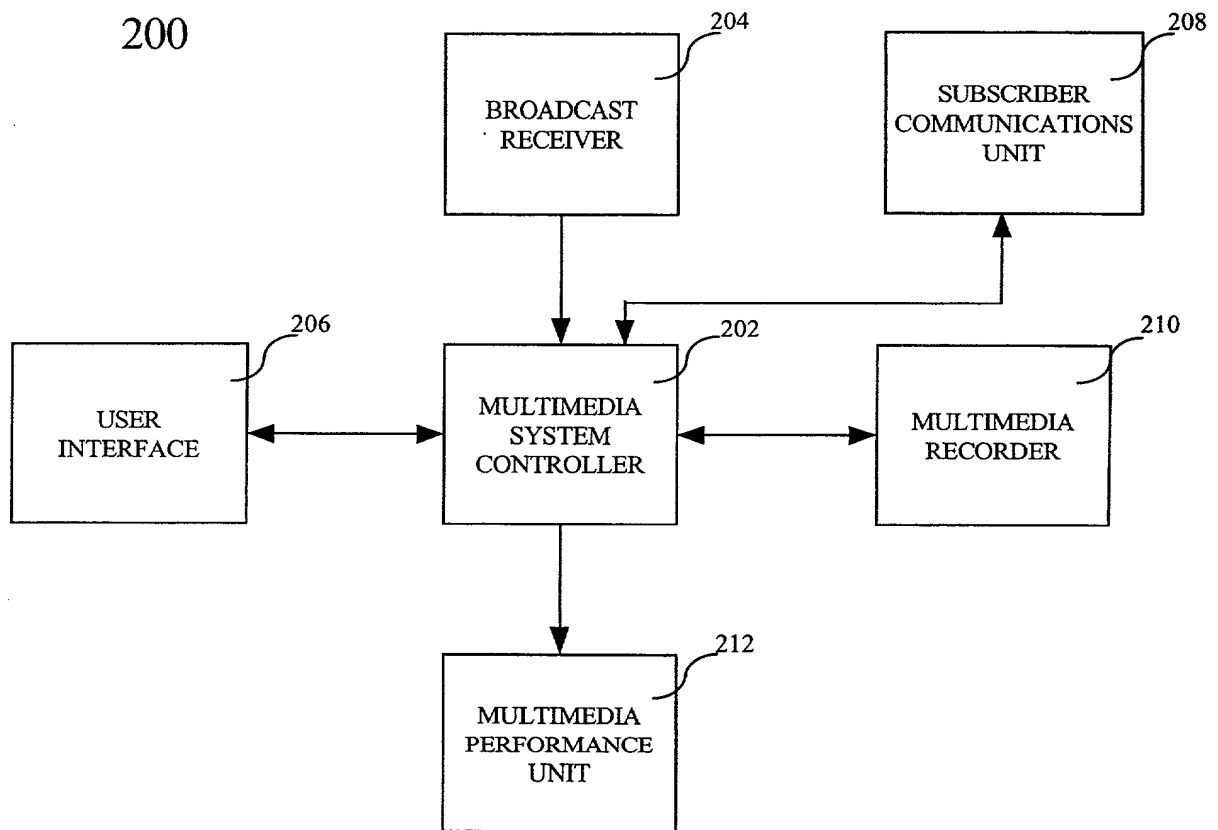 200
204
BROADCAST
RECEIVER
208
SUBSCRIBER
COMMUNICATIONS
UNIT
206
USER
INTERFACE
202
MULTIMEDIA
SYSTEM
CONTROLLER
210
MULTIMEDIA
RECORDER
212
MULTIMEDIA
PERFORMANCE
UNIT